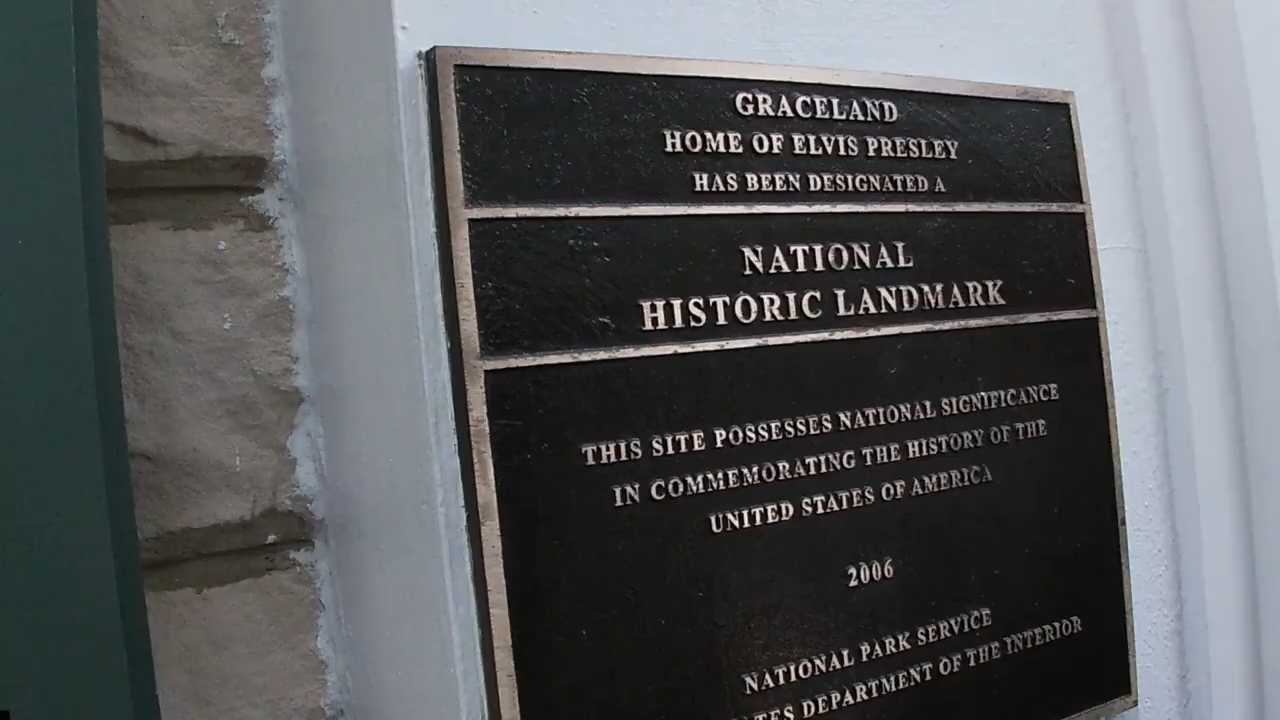 GRACELAND
HOME OF ELVIS PRESLEY
HAS BEEN DESIGNATED A
NATIONAL
HISTORIC LANDMARK
THIS SITE POSSESSES NATIONAL SIGNIFICANCE
IN COMMEMORATING THE HISTORY OF THE
UNITED STATES OF AMERICA
2006
NATIONAL PARK SERVICE
DEPARTMENT OF THE INTERIOR